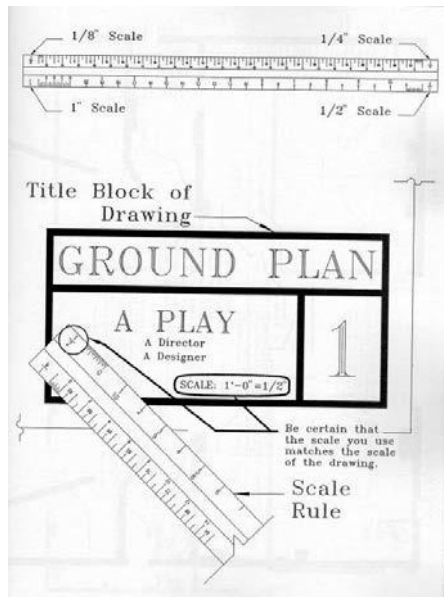 1/8" Scale
1/4" Scale
1" Scale
1/2" Scale
Title Block of
Drawing
GROUND PLAN
A PLAY
A Director
A Designer
1
SCALE: 1'-0"=1/2"
Be certain that
the scale you use
matches the scale
of the drawing.
Scale
Rule